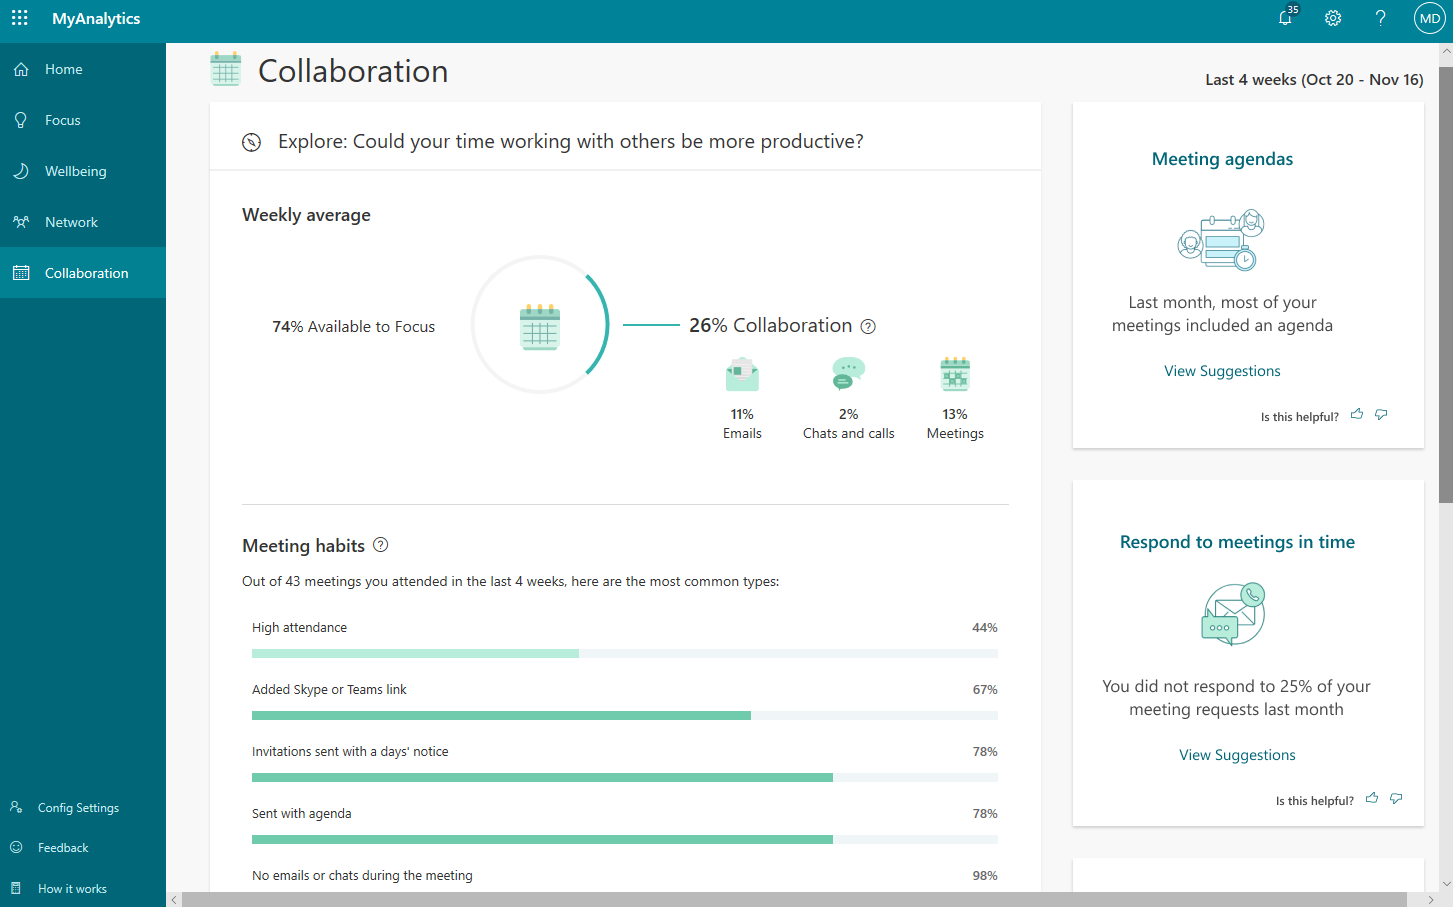 MyAnalytics
35
MD
Home
Focus
Wellbeing
Network
Collaboration
Config Settings
Feedback
How it works
Collaboration
Last 4 weeks (Oct 20 - Nov 16)
Explore: Could your time working with others be more productive?
Weekly average
74% Available to Focus
26% Collaboration
11%
Emails
2%
Chats and calls
13%
Meetings
Meeting habits
Out of 43 meetings you attended in the last 4 weeks, here are the most common types:
High attendance 44%
Added Skype or Teams link 67%
Invitations sent with a days' notice 78%
Sent with agenda 78%
No emails or chats during the meeting 98%
Meeting agendas
Last month, most of your
meetings included an agenda
View Suggestions
Is this helpful?
Respond to meetings in time
You did not respond to 25% of your
meeting requests last month
View Suggestions
Is this helpful?